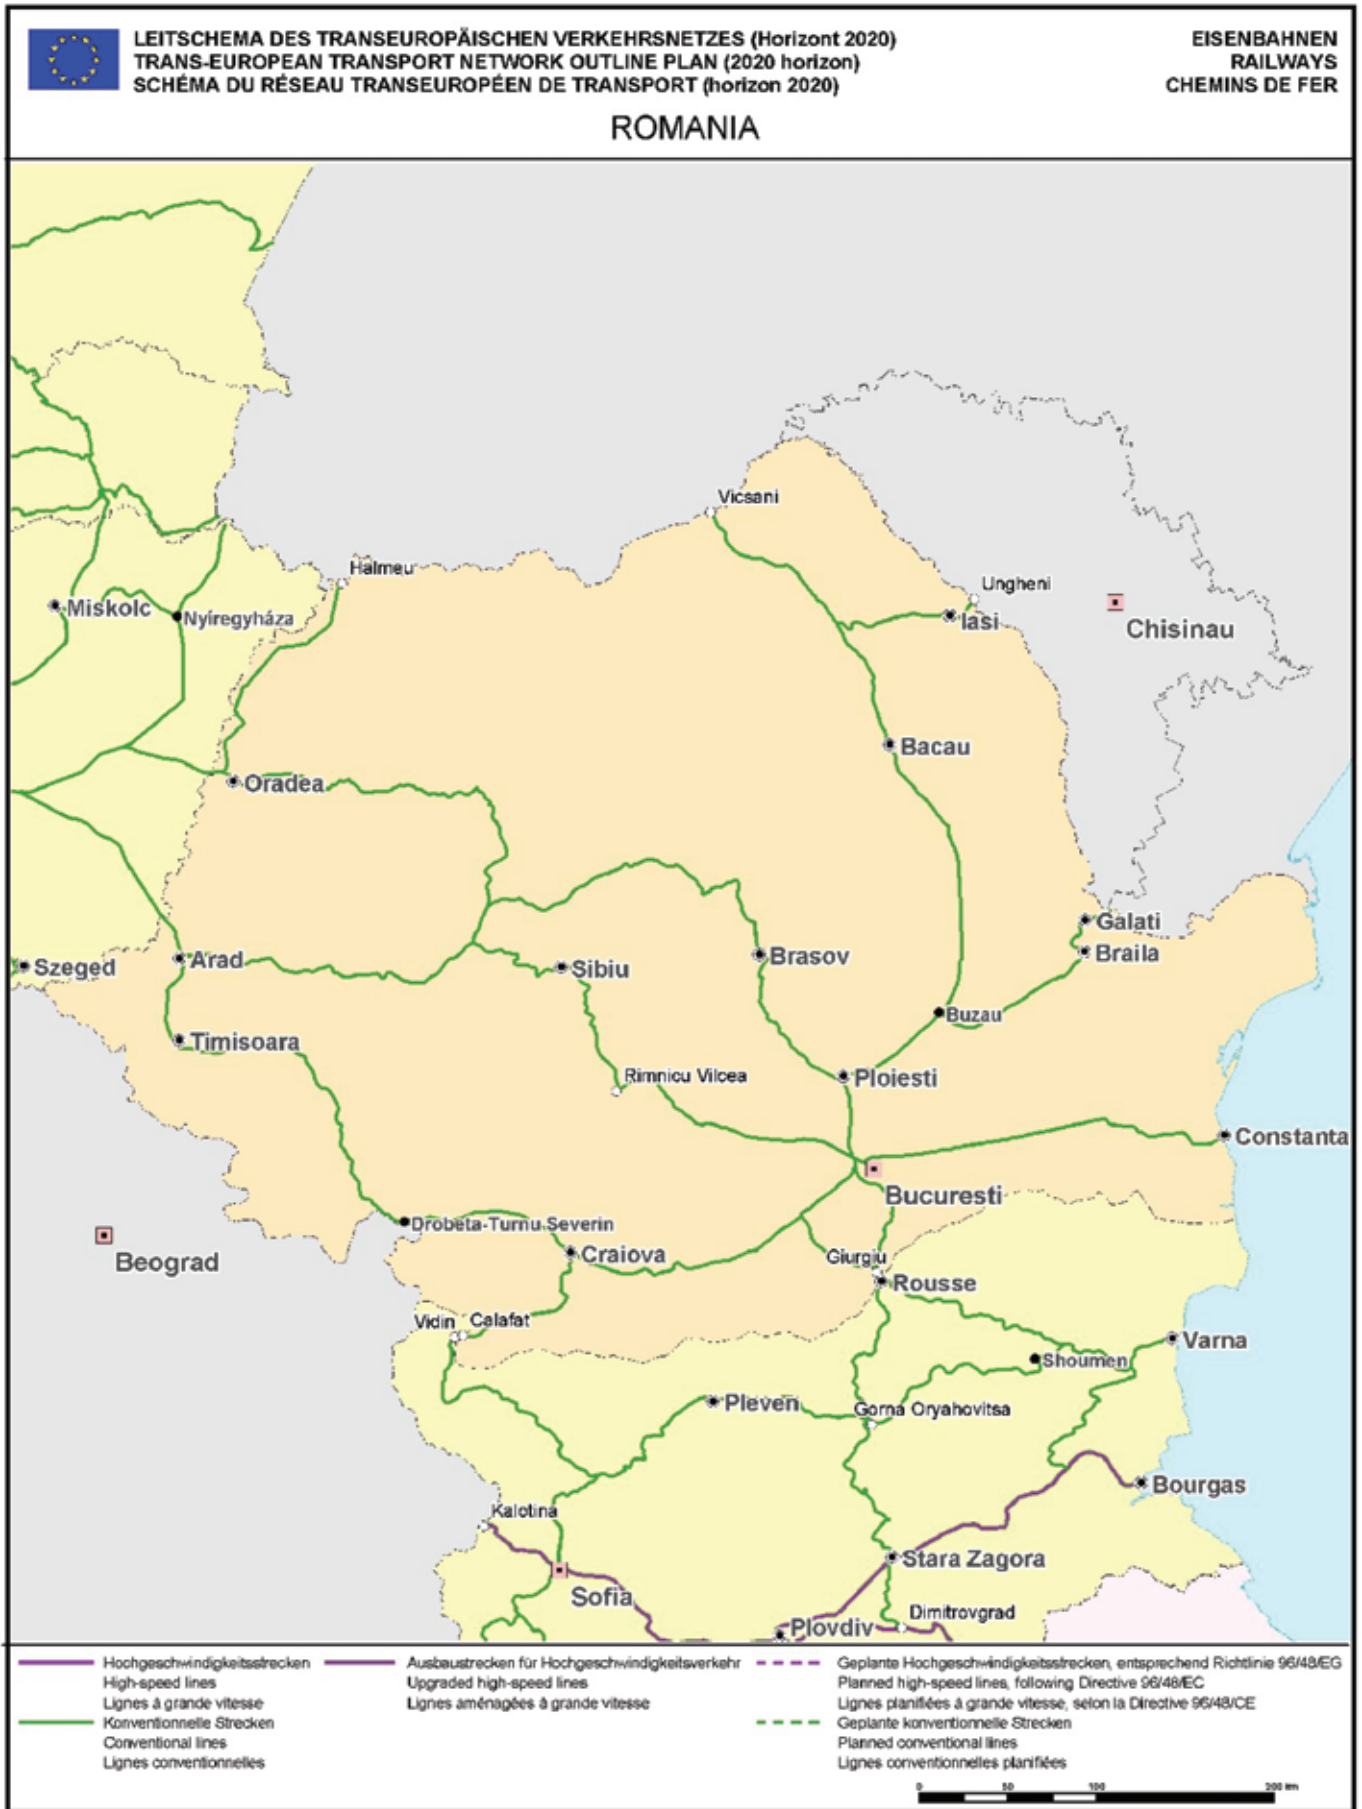 LEITSCHEMA DES TRANSEUROPÄISCHEN VERKEHRSNETZES (Horizont 2020)
TRANS-EUROPEAN TRANSPORT NETWORK OUTLINE PLAN (2020 horizon)
SCHÉMA DU RÉSEAU TRANSEUROPÉEN DE TRANSPORT (horizon 2020)
EISENBAHNEN
RAILWAYS
CHEMINS DE FER
ROMANIA
Vicsani
Halmeu
Ungheni
Miskolc
Nyíregyháza
Iasi
Chisinau
Bacau
Oradea
Galati
Braila
Szeged
Arad
Sibiu
Brasov
Buzau
Timisoara
Rimnicu Vilcea
Ploiesti
Constanta
Bucuresti
Drobeta-Turnu Severin
Beograd
Craiova
Giurgiu
Rousse
Vidin
Calafat
Varna
Shoumen
Pleven
Gorna Oryahovitsa
Bourgas
Kalotina
Stara Zagora
Sofia
Dimitrovgrad
Plovdiv
Hochgeschwindigkeitsstrecken
High-speed lines
Lignes à grande vitesse
Konventionnelle Strecken
Conventional lines
Lignes conventionnelles
Ausbaustrecken für Hochgeschwindigkeitsverkehr
Upgraded high-speed lines
Lignes aménagées à grande vitesse
Geplante Hochgeschwindigkeitsstrecken, entsprechend Richtlinie 96/48/EG
Planned high-speed lines, following Directive 96/48/EC
Lignes planifiées à grande vitesse, selon la Directive 96/48/CE
Geplante konventionelle Strecken
Planned conventional lines
Lignes conventionnelles planifiées
0 50 100 200 km